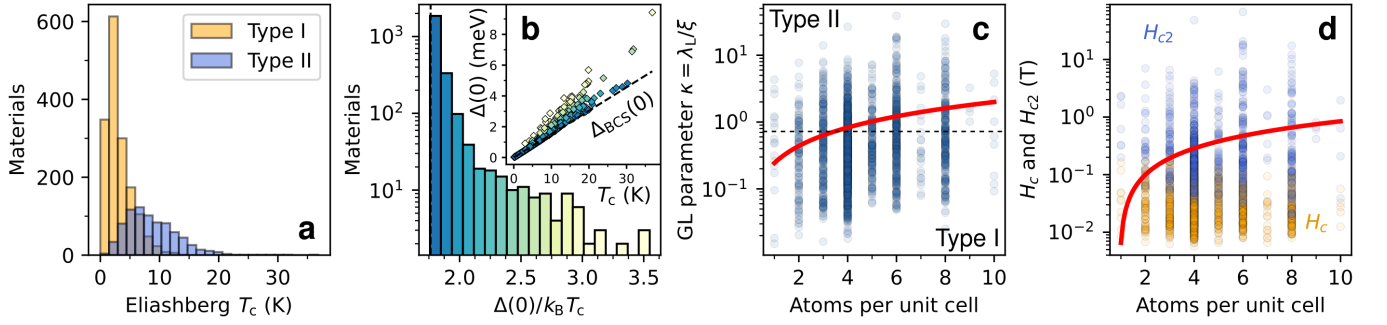 Materials
600
400
200
0
0
10
20
30
Eliashberg T_c (K)
Type I
Type II
a
Materials
10^3
10^2
10^1
2.0
2.5
3.0
3.5
Δ(0)/k_B T_c
b
Δ(0) (meV)
8
6
4
2
0
0
10
20
30
T_c (K)
Δ_BCS(0)
GL parameter κ = λ_L/ξ
10^1
10^0
10^-1
2
4
6
8
10
Atoms per unit cell
Type II
c
Type I
H_c and H_c2 (T)
10^1
10^0
10^-1
10^-2
2
4
6
8
10
Atoms per unit cell
H_c2
d
H_c